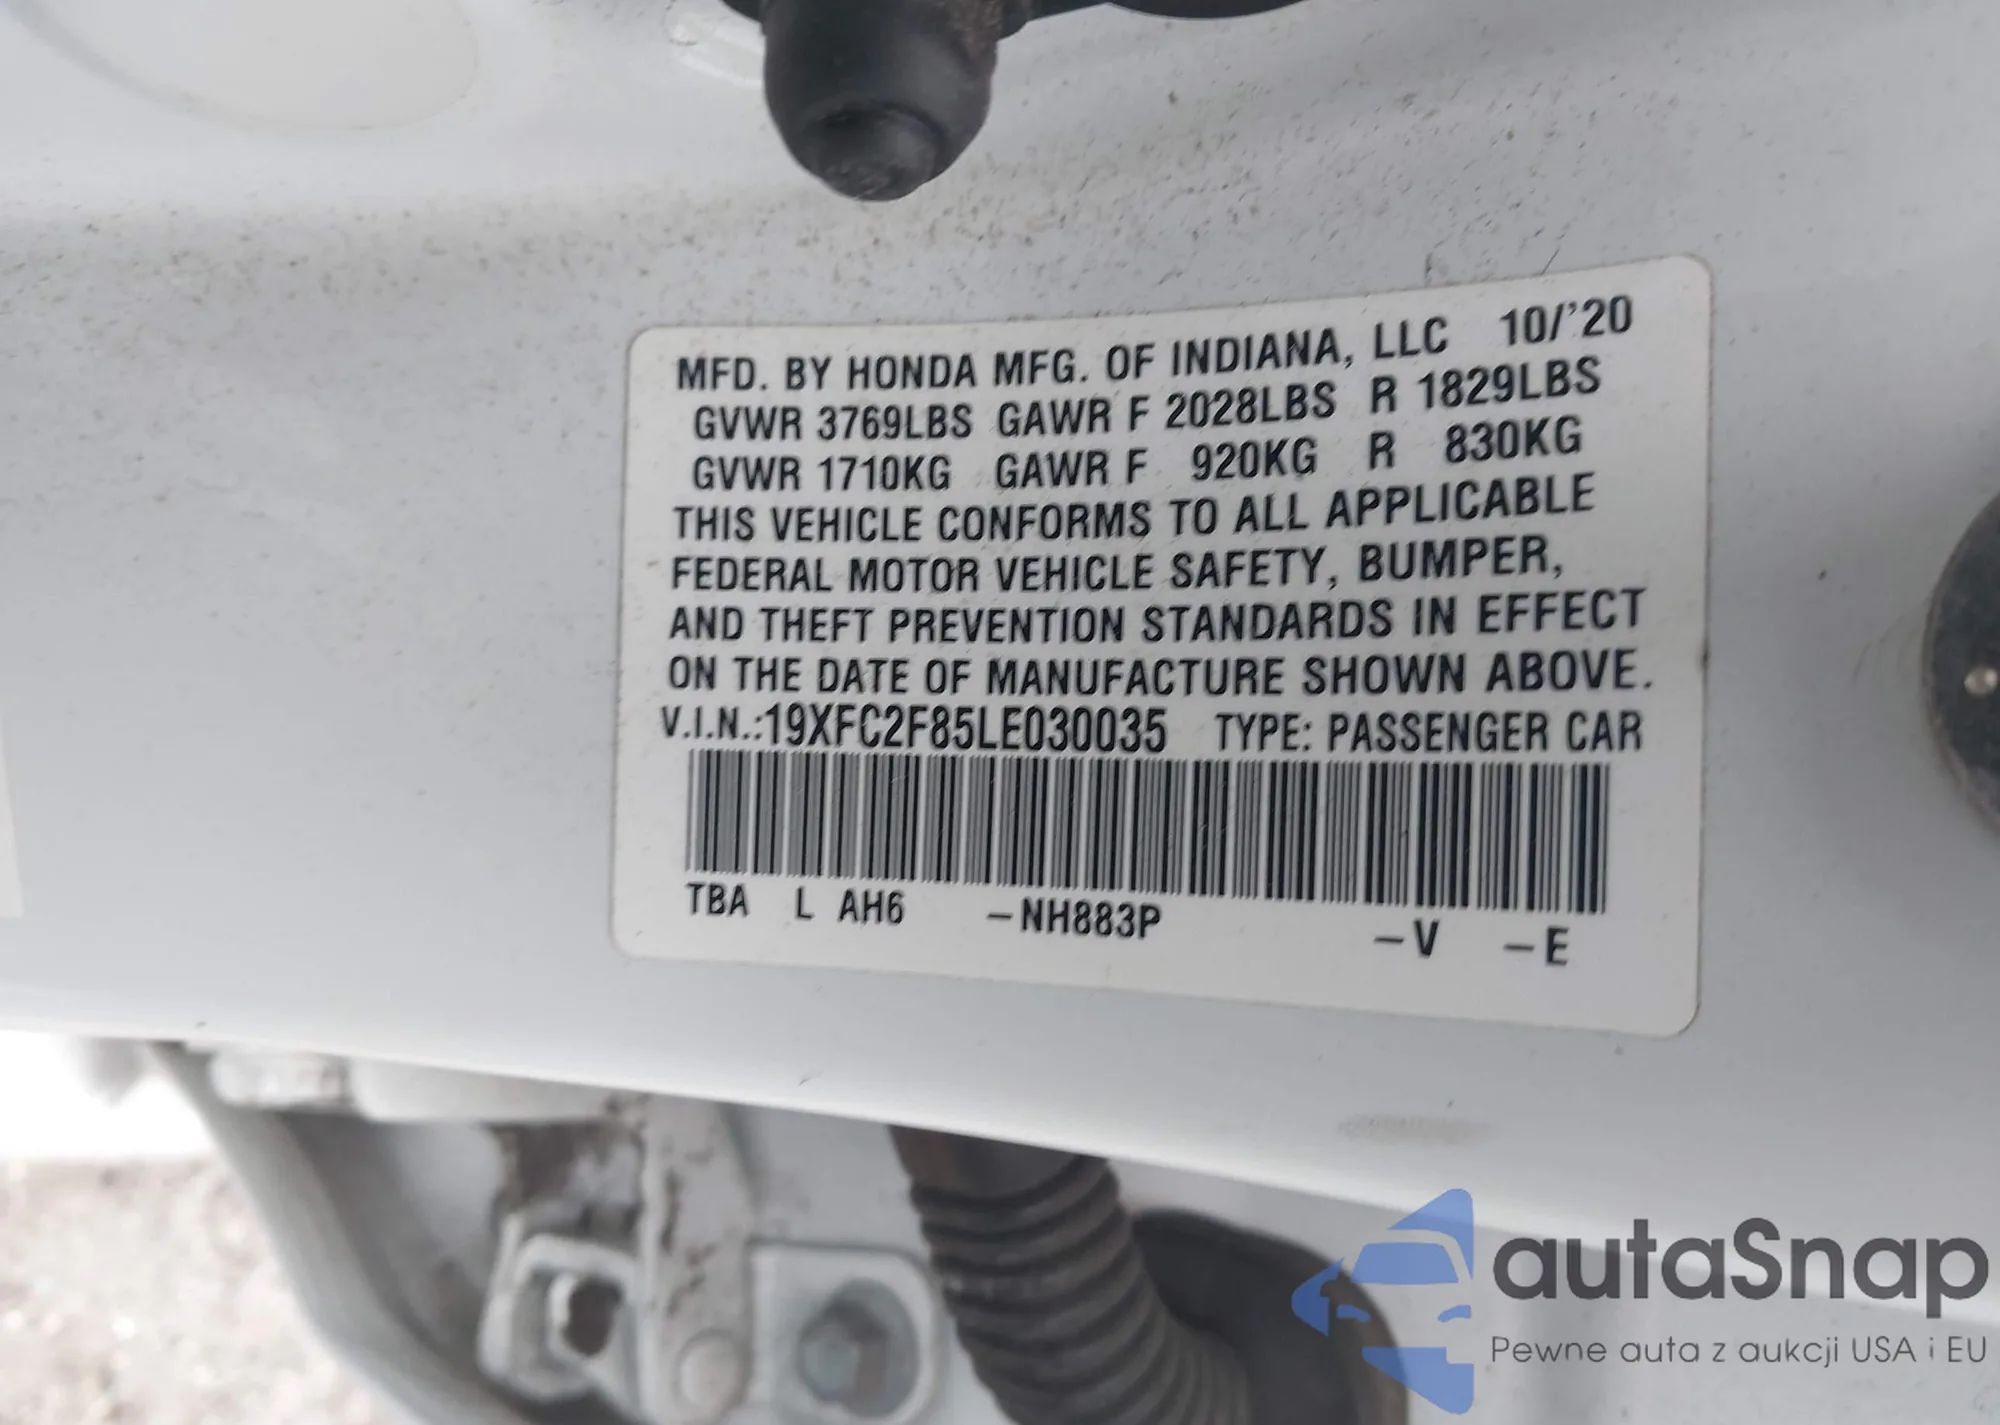 MFD. BY HONDA MFG. OF INDIANA, LLC 10/'20
GVWR 3769LBS GAWR F 2028LBS R 1829LBS
GVWR 1710KG GAWR F 920KG R 830KG
THIS VEHICLE CONFORMS TO ALL APPLICABLE
FEDERAL MOTOR VEHICLE SAFETY, BUMPER,
AND THEFT PREVENTION STANDARDS IN EFFECT
ON THE DATE OF MANUFACTURE SHOWN ABOVE.
V.I.N.:19XFC2F85LE030035 TYPE: PASSENGER CAR
TBA L AH6 –NH883P –V –E
autaSnap
Pewne auta z aukcji USA i EU